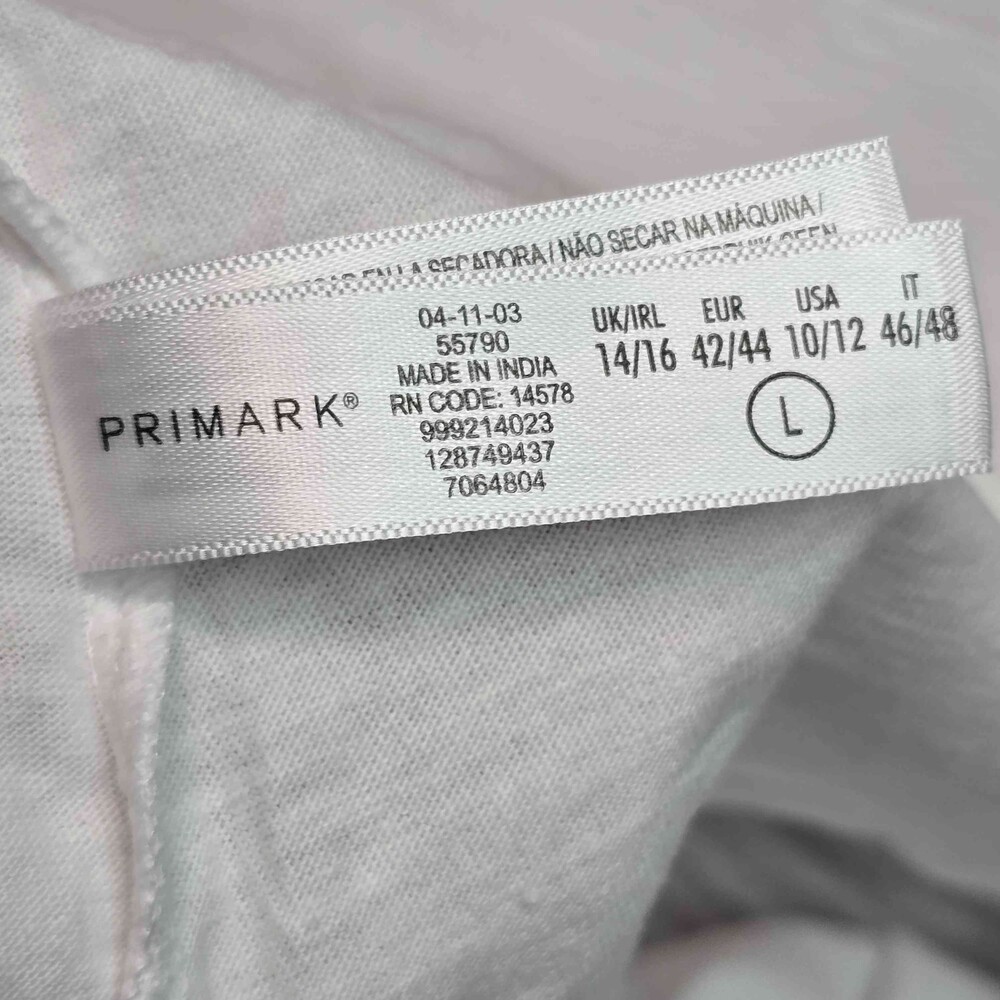 SECADORA / NÃO SECAR NA MÁQUINA /
PRIMARK®
04-11-03
55790
MADE IN INDIA
RN CODE: 14578
999214023
128749437
7064804
UK/IRL EUR USA IT
14/16 42/44 10/12 46/48
L